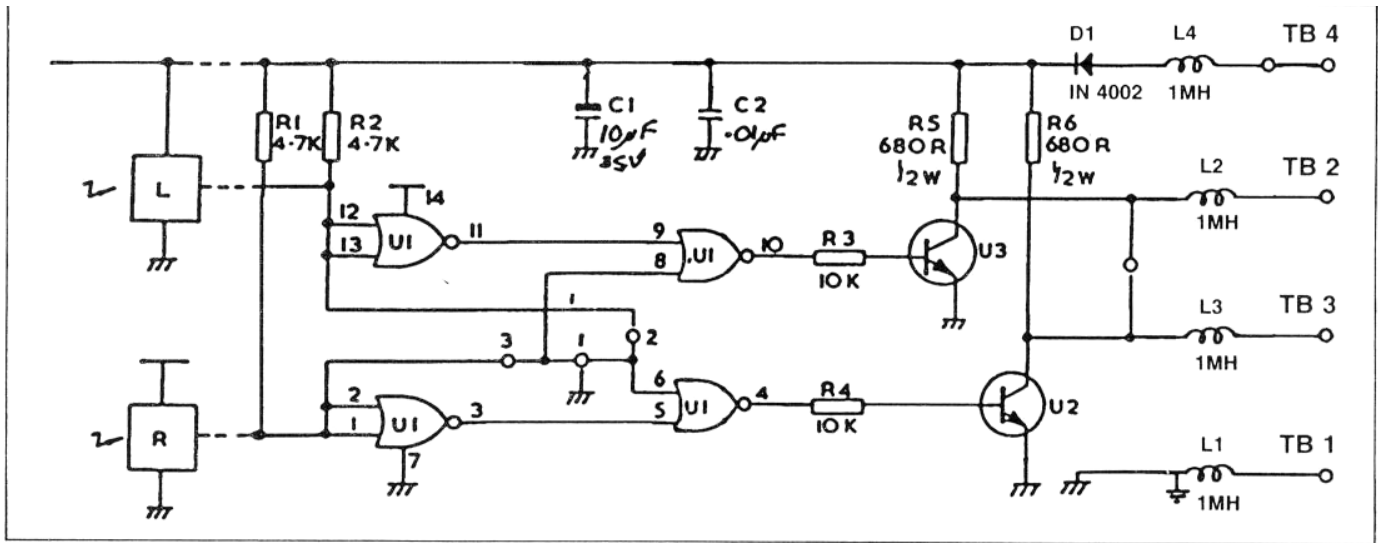 D1
L4
TB 4
IN 4002
1MH
R1
4.7K
R2
4.7K
C1
10µF
35V
C2
.01µF
R5
680R
1/2W
R6
680R
1/2W
L2
TB 2
1MH
L
14
12
13
U1
11
9
8
U1
10
R3
10K
U3
1
2
3
1
L3
TB 3
1MH
R
2
1
U1
3
7
6
5
U1
4
R4
10K
U2
L1
TB 1
1MH